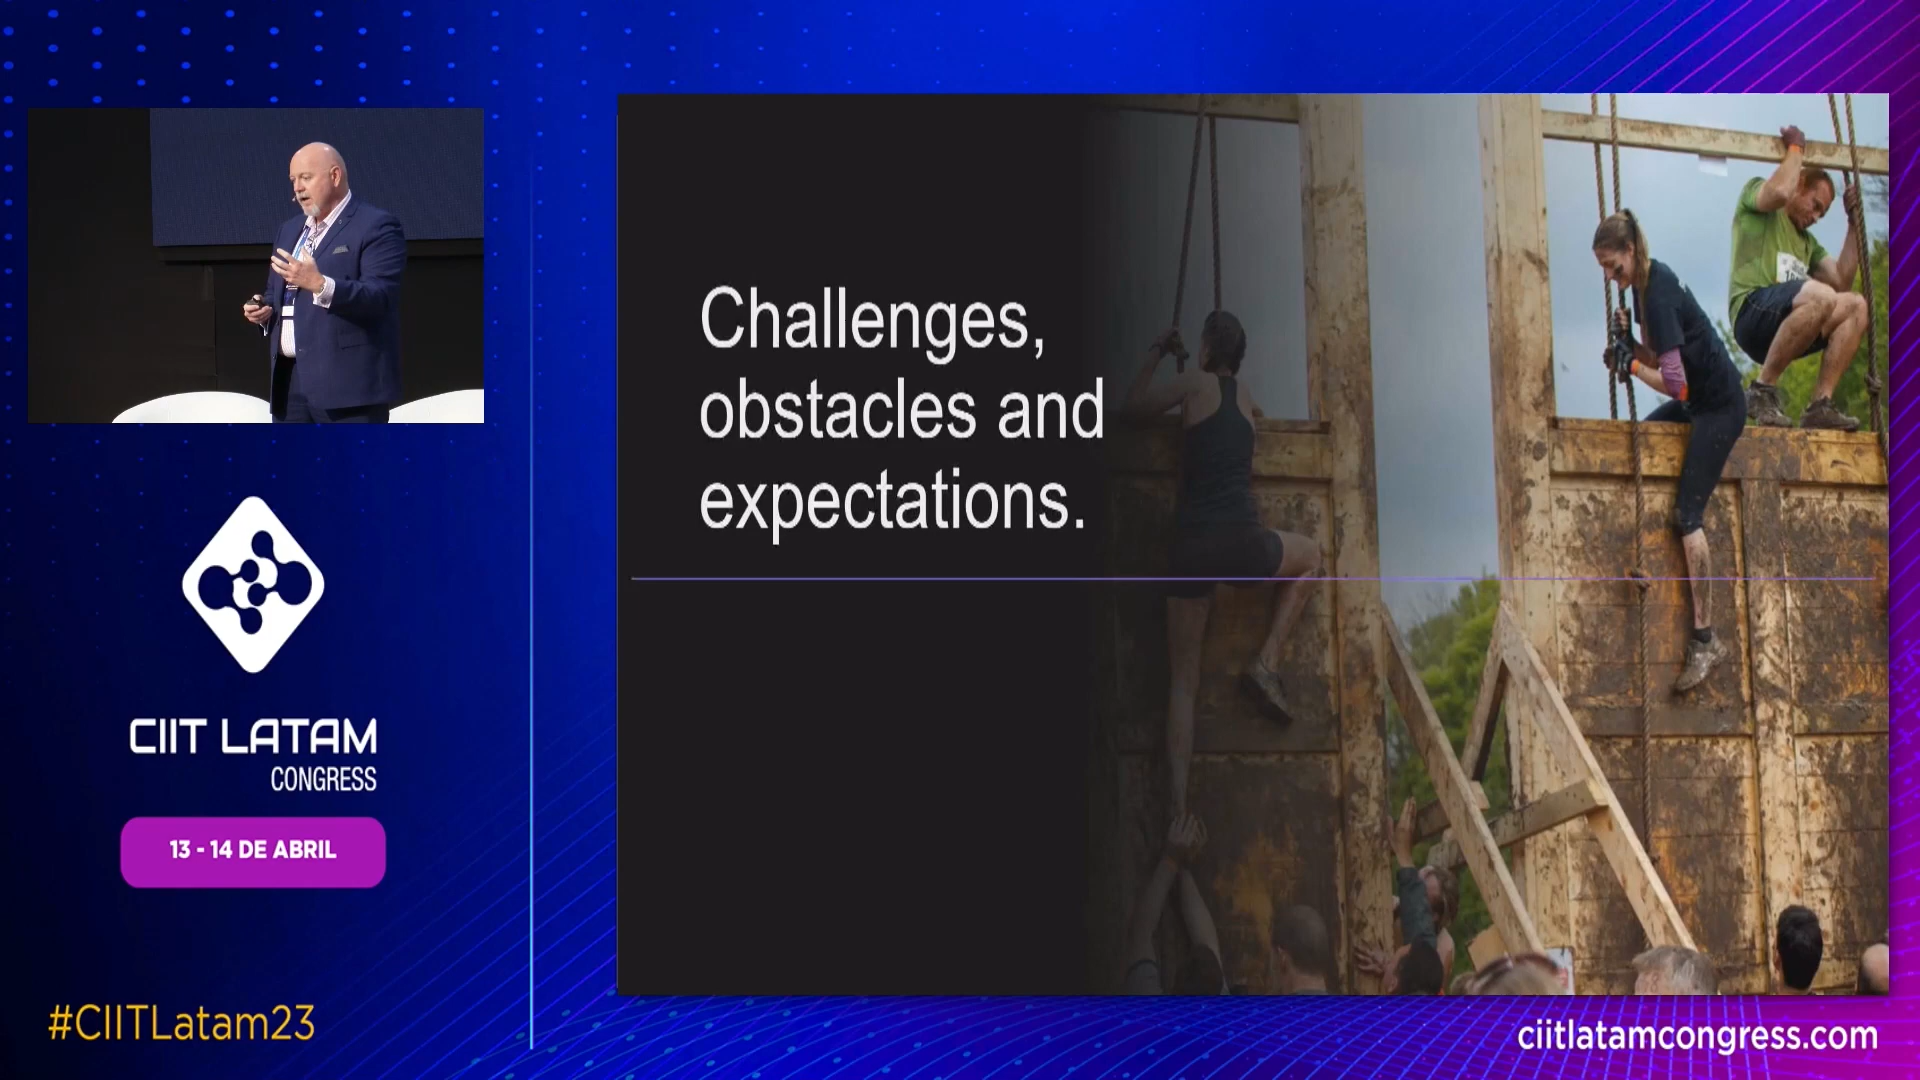 Challenges,
obstacles and
expectations.
CIIT LATAM
CONGRESS
13 - 14 DE ABRIL
#CIITLatam23
ciitlatamcongress.com